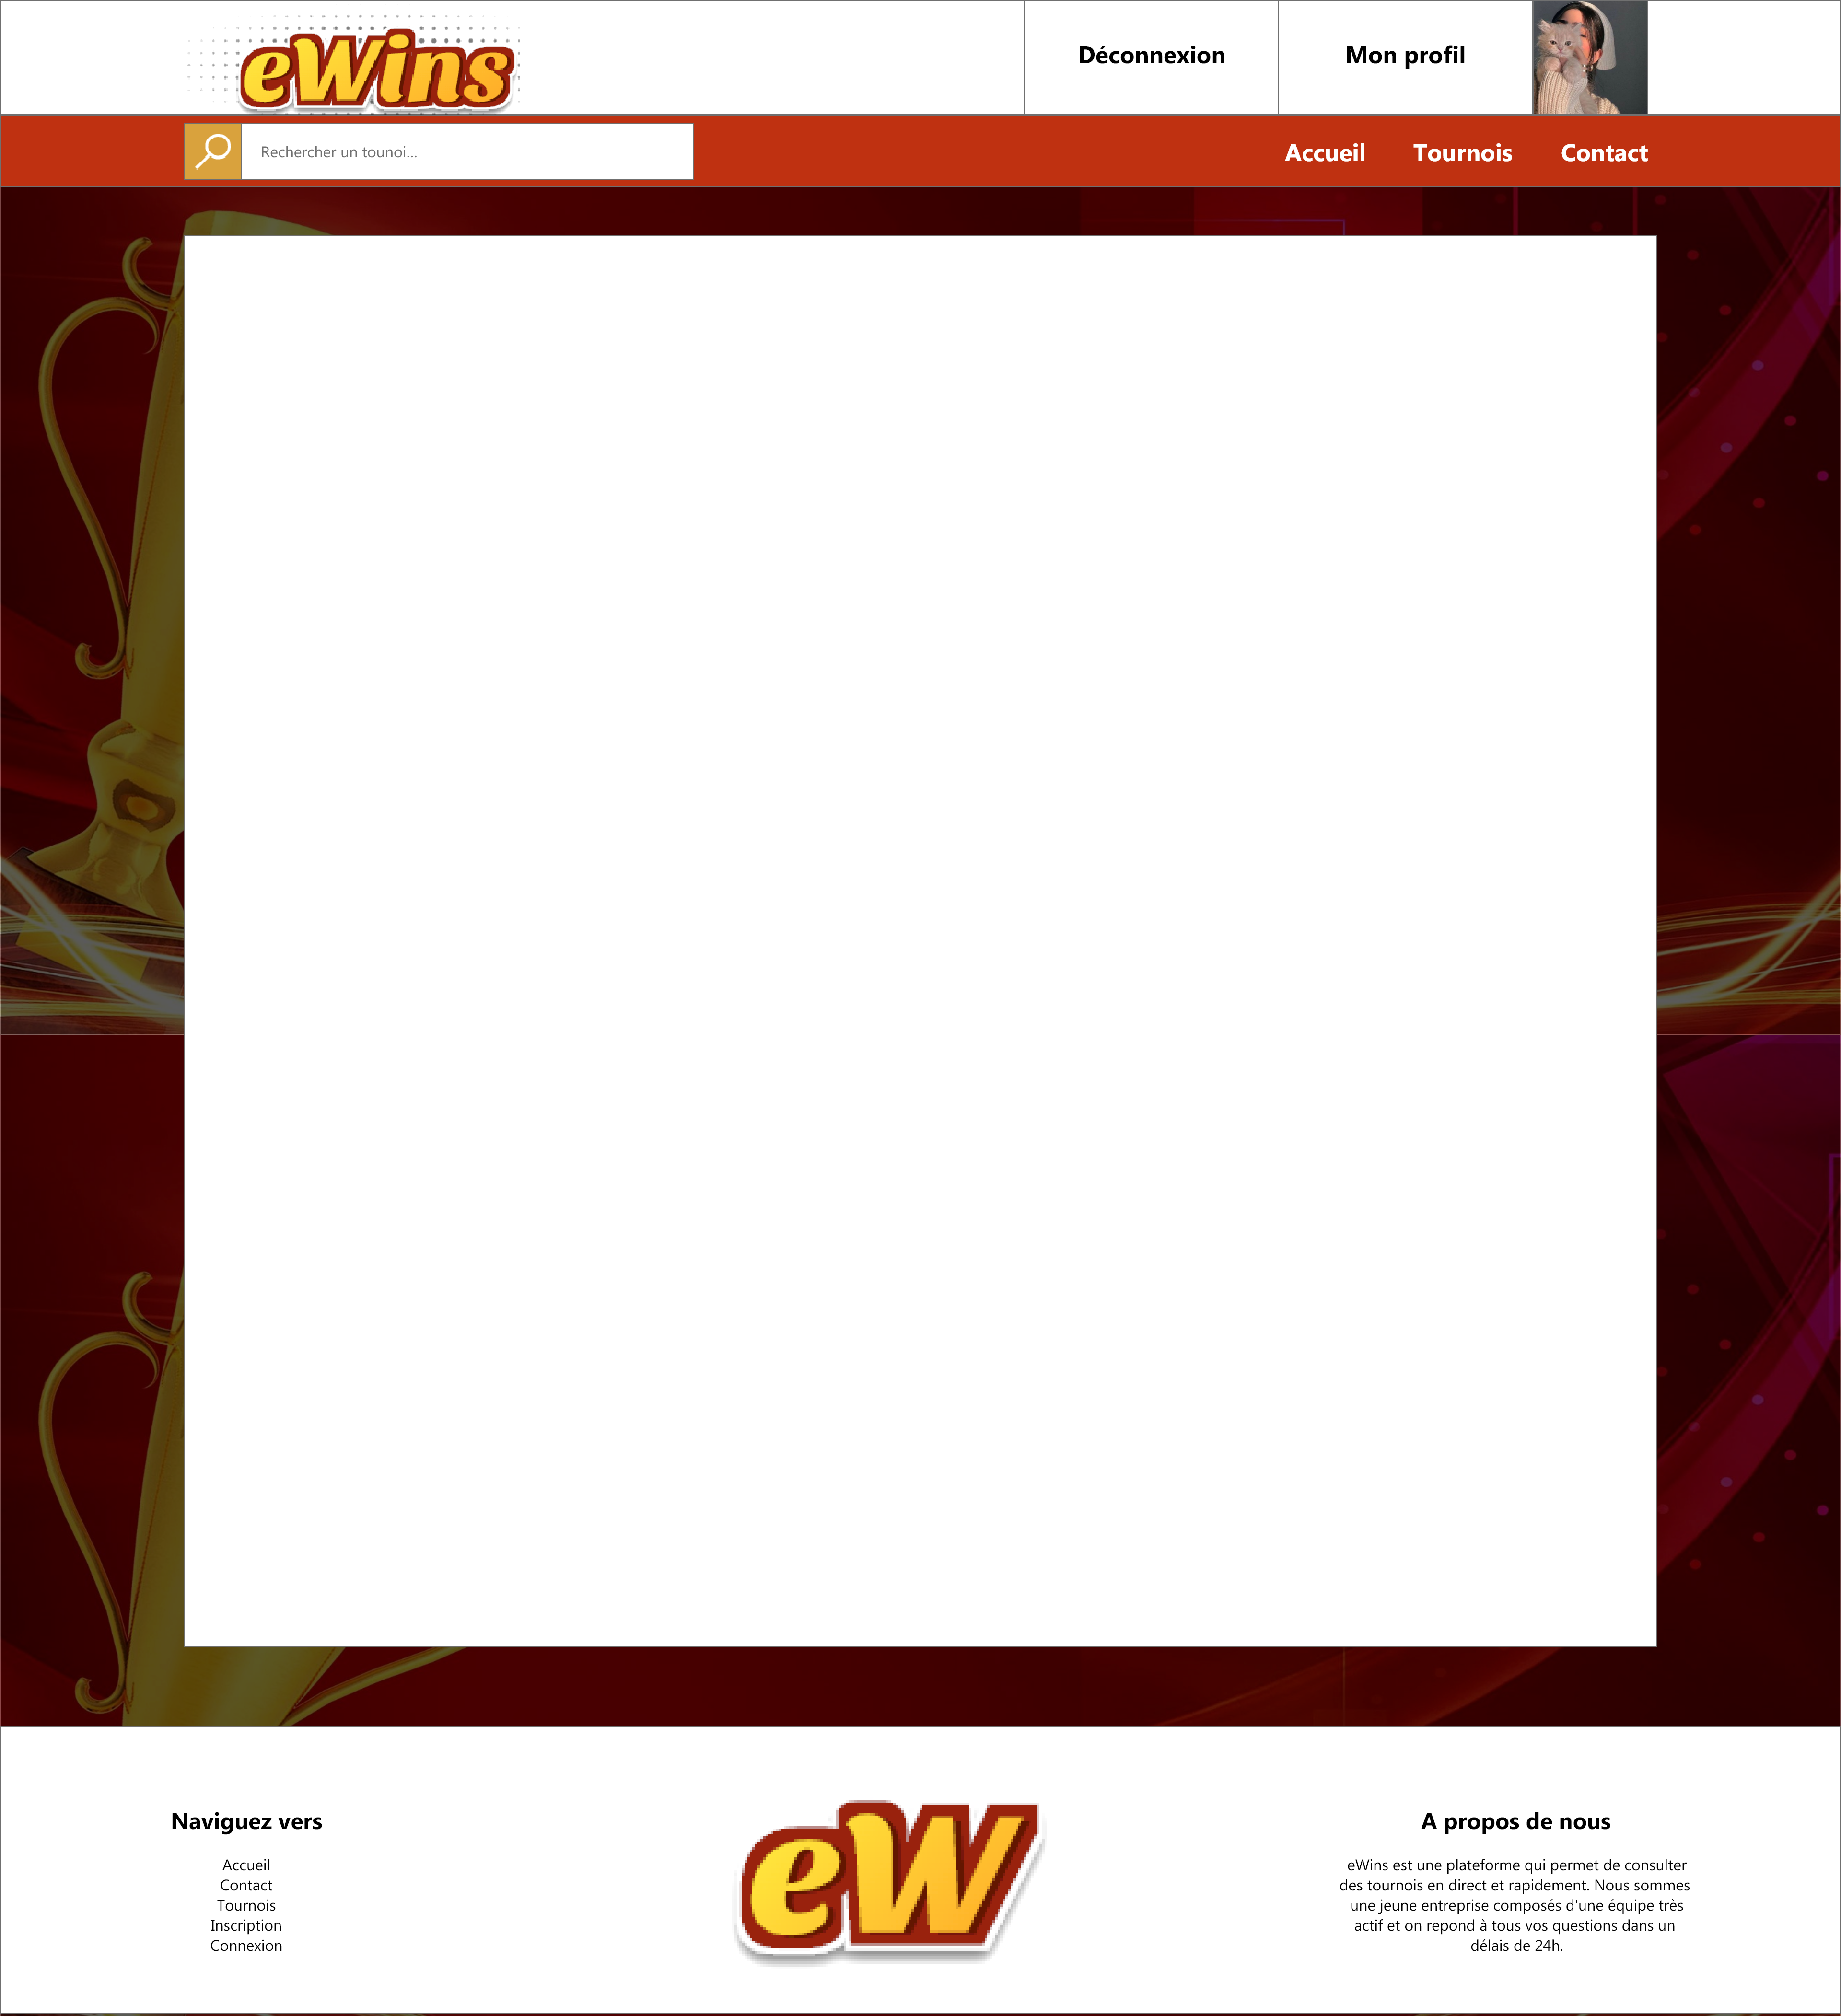 eWins
Déconnexion
Mon profil
Rechercher un tounoi...
Accueil
Tournois
Contact
Naviguez vers
Accueil
Contact
Tournois
Inscription
Connexion
eW
A propos de nous
eWins est une plateforme qui permet de consulter
des tournois en direct et rapidement. Nous sommes
une jeune entreprise composés d'une équipe très
actif et on repond à tous vos questions dans un
délais de 24h.